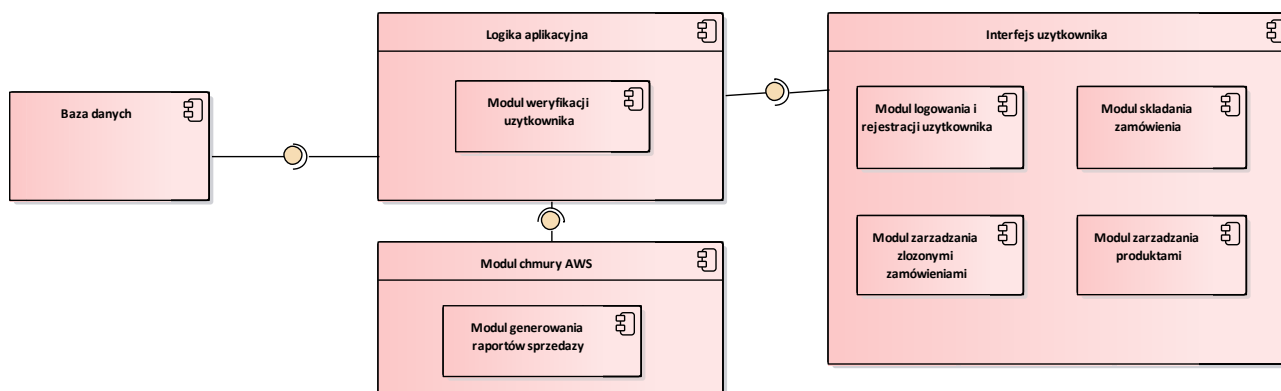 Baza danych
Logika aplikacyjna
Modul weryfikacji
uzytkownika
Modul chmury AWS
Modul generowania
raportów sprzedazy
Interfejs uzytkownika
Modul logowania i
rejestracji uzytkownika
Modul skladania
zamówienia
Modul zarzadzania
zlozonymi
zamówieniami
Modul zarzadzania
produktami